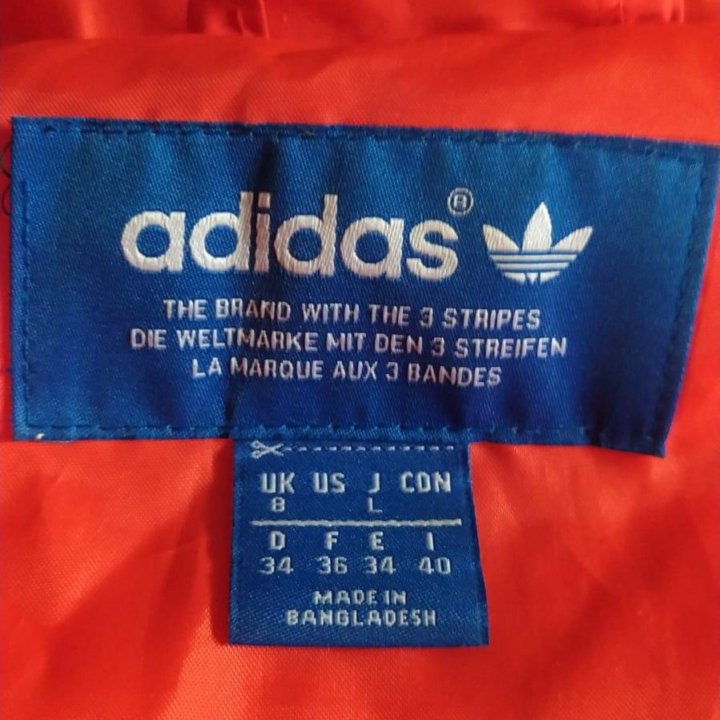 adidas®
THE BRAND WITH THE 3 STRIPES
DIE WELTMARKE MIT DEN 3 STREIFEN
LA MARQUE AUX 3 BANDES
UK US J CDN
8 L
D F E I
34 36 34 40
MADE IN
BANGLADESH